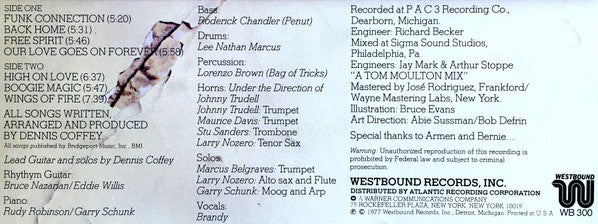 SIDE ONE
FUNK CONNECTION (5:20)
BACK HOME (5:31) .
FREE SPIRIT (5:46)
OUR LOVE GOES ON FOREVER (5:58)
SIDE TWO
HIGH ON LOVE (6:37)
BOOGIE MAGIC (5:47)
WINGS OF FIRE (7:39)
ALL SONGS WRITTEN,
ARRANGED AND PRODUCED
BY DENNIS COFFEY
All songs published by Bridgeport Music, Inc., BMI.
Lead Guitar and solos by Dennis Coffey
Rhythym Guitar:
Bruce Nazarian/Eddie Willis
Piano:
Rudy Robinson/Garry Schunk
Bass:
Roderick Chandler (Penut)
Drums:
Lee Nathan Marcus
Percussion:
Lorenzo Brown (Bag of Tricks)
Horns: Under the Direction of
Johnny Trudell
Johnny Trudell: Trumpet
Maurice Davis: Trumpet
Stu Sanders: Trombone
Larry Nozero: Tenor Sax
Solos:
Marcus Belgraves: Trumpet
Larry Nozero: Alto sax and Flute
Garry Schunk: Moog and Arp
Vocals:
Brandy
Recorded at P A C 3 Recording Co.,
Dearborn, Michigan.
Engineer: Richard Becker
Mixed at Sigma Sound Studios,
Philadelphia, Pa.
Engineers: Jay Mark & Arthur Stoppe
"A TOM MOULTON MIX"
Mastered by José Rodriguez, Frankford/
Wayne Mastering Labs, New York.
Illustration: Bruce Evans
Art Direction: Abie Sussman/Bob Defrin
Special thanks to Armen and Bernie...
Warning: Unauthorized reproduction of this recording is
prohibited by Federal law and subject to criminal
prosecution.
WESTBOUND RECORDS, INC.
DISTRIBUTED BY ATLANTIC RECORDING CORPORATION
A WARNER COMMUNICATIONS COMPANY
75 ROCKEFELLER PLAZA, NEW YORK, NEW YORK 10019
℗ © 1977 Westbound Records, Inc., Detroit, Michigan. Printed in U.S.A
WESTBOUND
WB 300